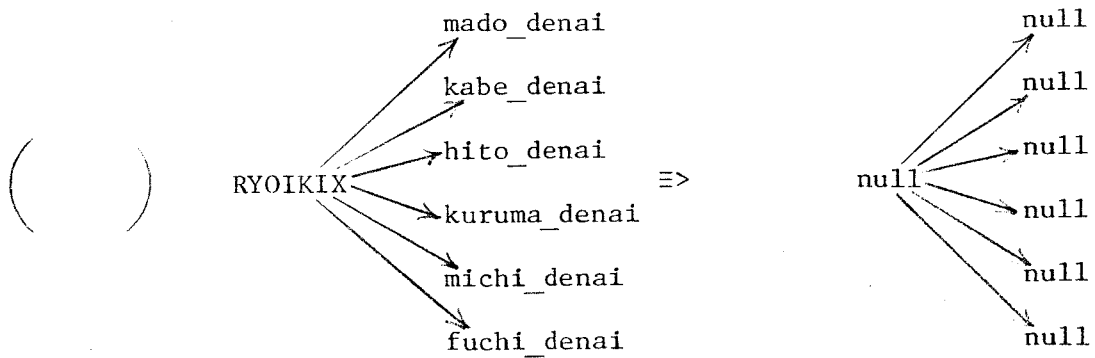 mado_denai null
kabe_denai null
hito_denai null
( ) RYOIKIX ≡> null
kuruma_denai null
michi_denai null
fuchi_denai null